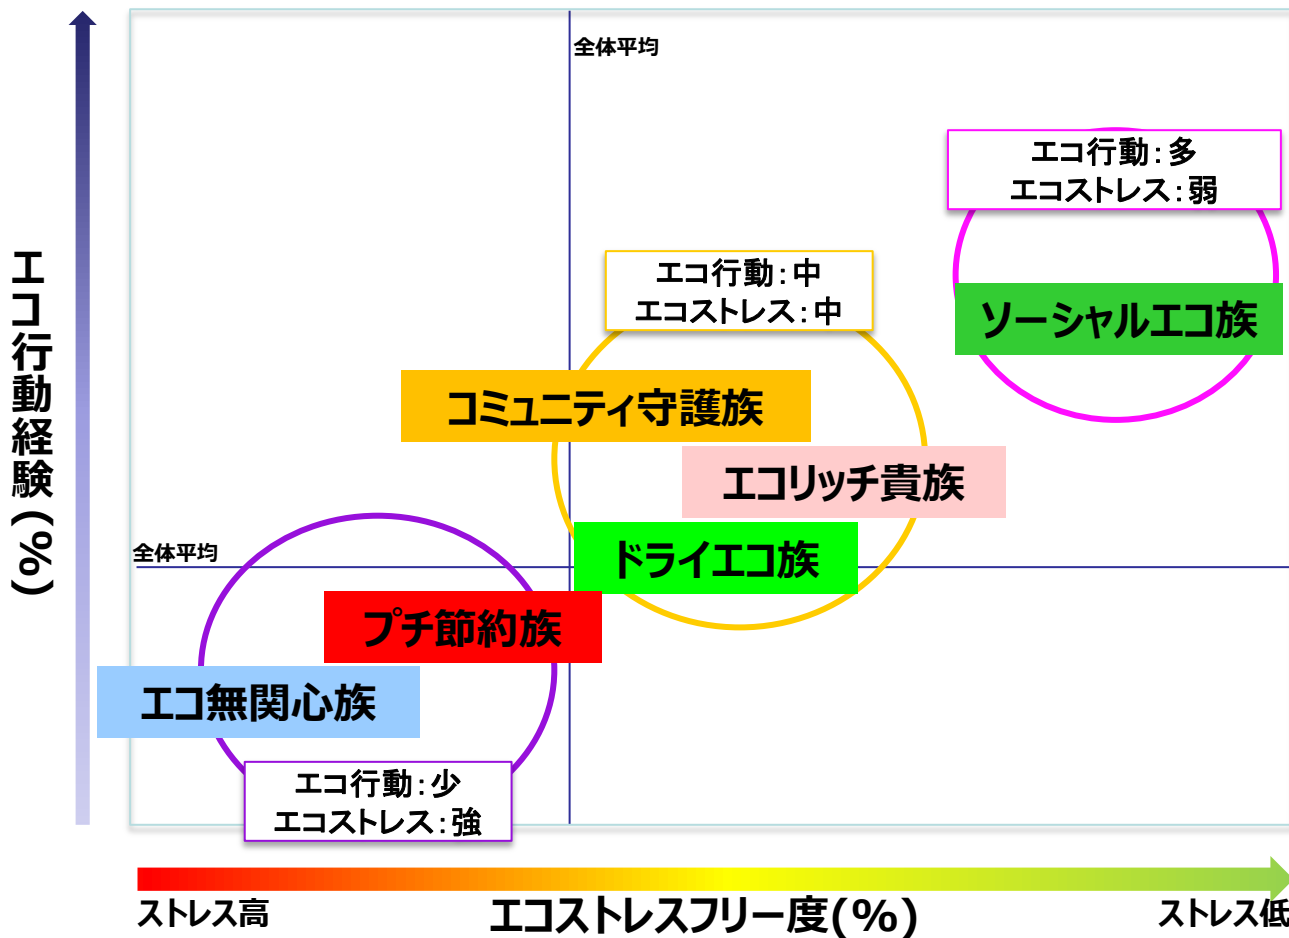 全体平均
エコ行動：多
エコストレス：弱
エコ行動：中
エコストレス：中
ソーシャルエコ族
コミュニティ守護族
エコリッチ貴族
全体平均
ドライエコ族
プチ節約族
エコ無関心族
エコ行動：少
エコストレス：強
エコ行動経験(%)
ストレス高
エコストレスフリー度(%)
ストレス低